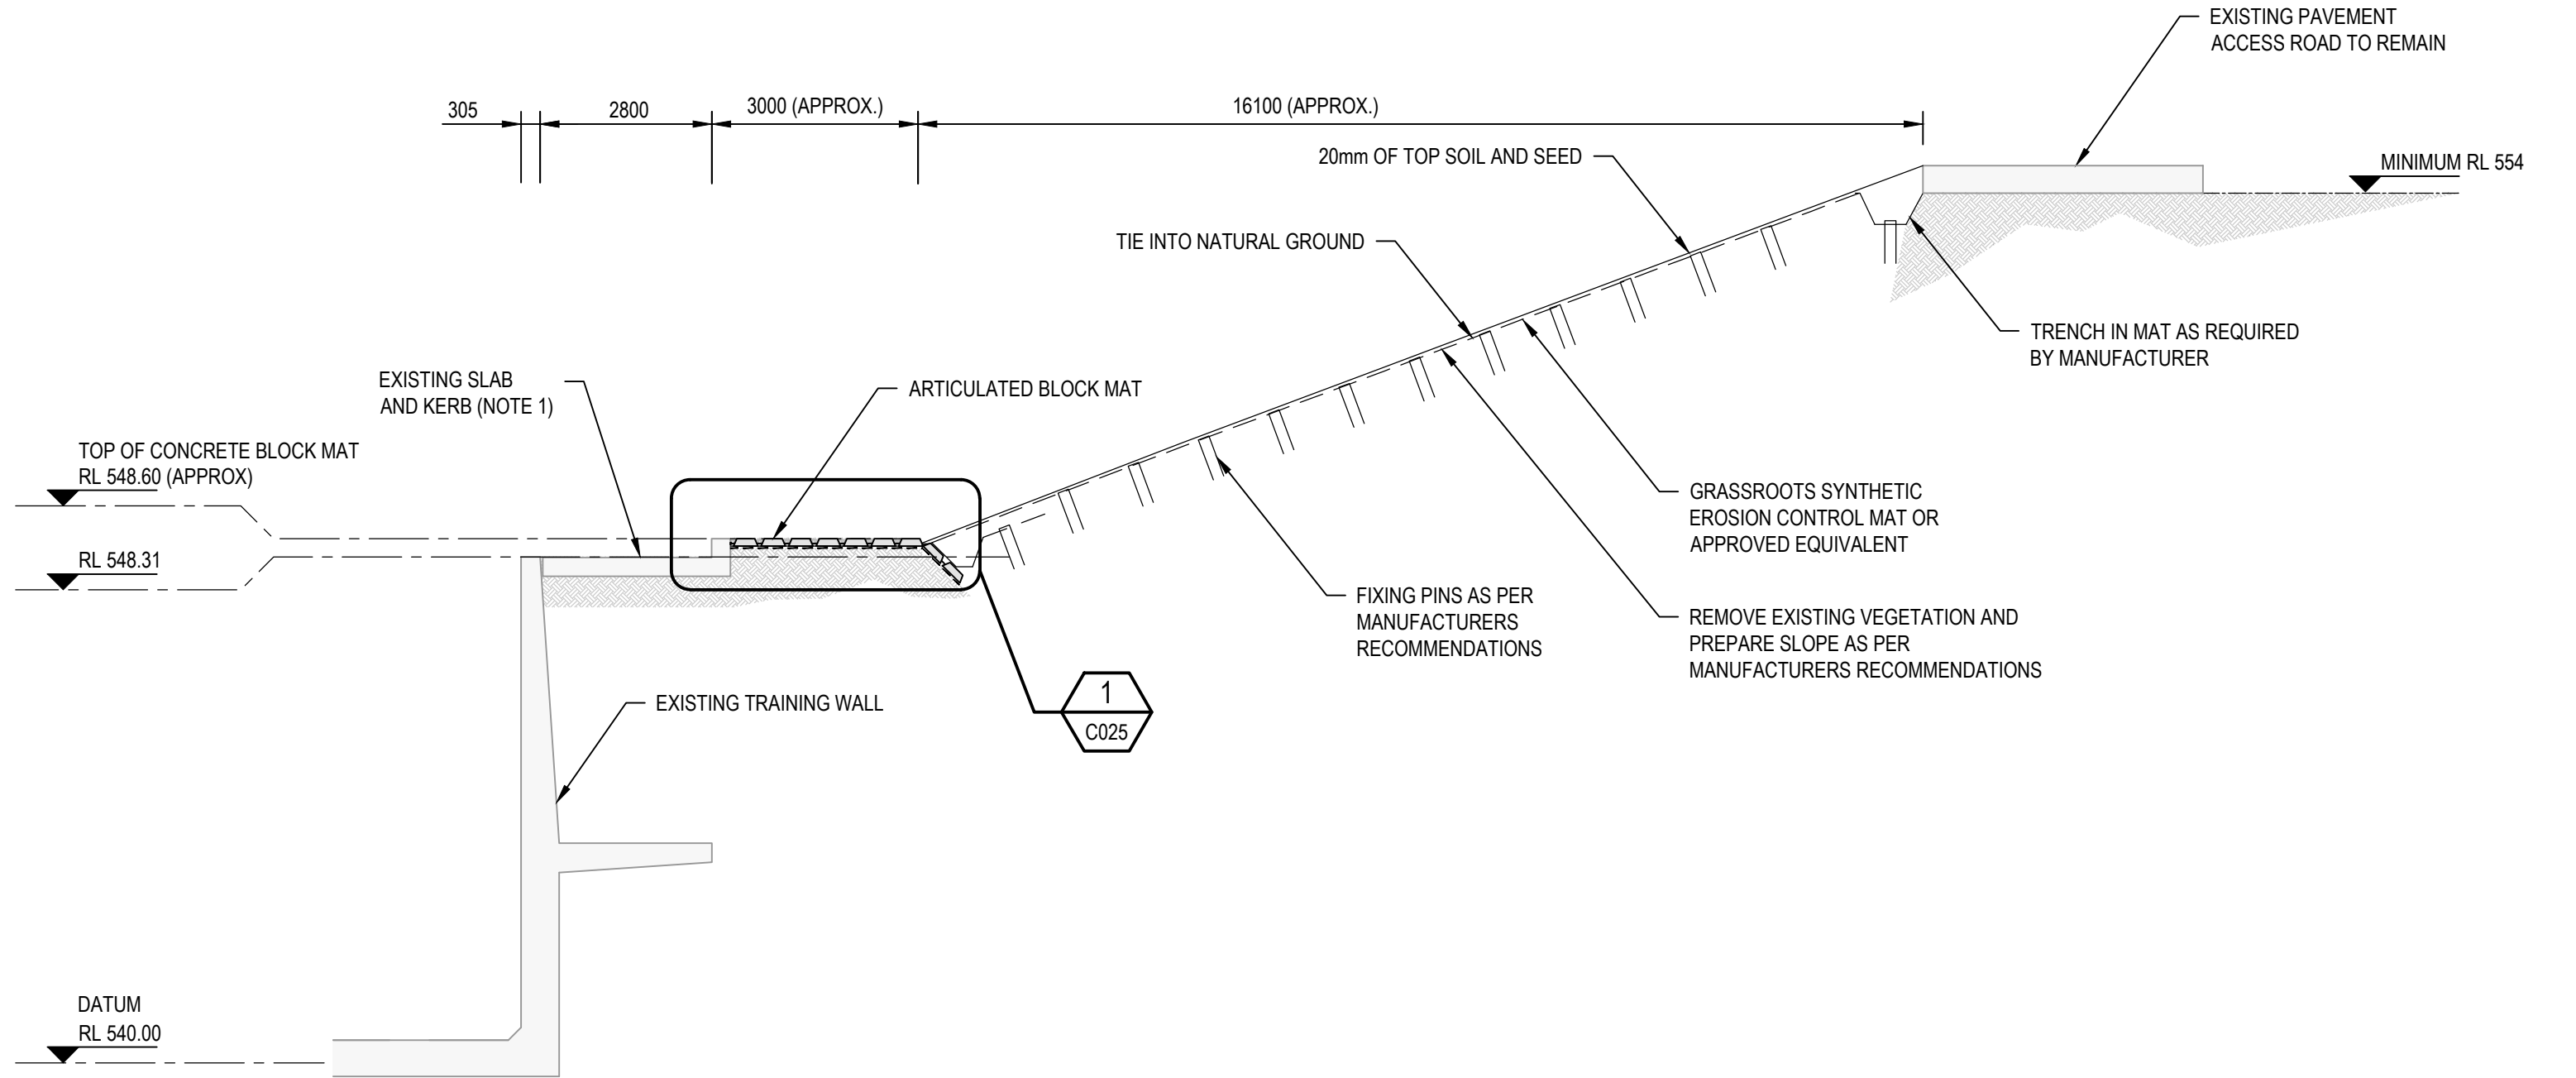 EXISTING PAVEMENT
ACCESS ROAD TO REMAIN
305
2800
3000 (APPROX.)
16100 (APPROX.)
20mm OF TOP SOIL AND SEED
MINIMUM RL 554
TIE INTO NATURAL GROUND
TRENCH IN MAT AS REQUIRED
BY MANUFACTURER
EXISTING SLAB
AND KERB (NOTE 1)
ARTICULATED BLOCK MAT
TOP OF CONCRETE BLOCK MAT
RL 548.60 (APPROX)
RL 548.31
GRASSROOTS SYNTHETIC
EROSION CONTROL MAT OR
APPROVED EQUIVALENT
FIXING PINS AS PER
MANUFACTURERS
RECOMMENDATIONS
REMOVE EXISTING VEGETATION AND
PREPARE SLOPE AS PER
MANUFACTURERS RECOMMENDATIONS
EXISTING TRAINING WALL
1
C025
DATUM
RL 540.00